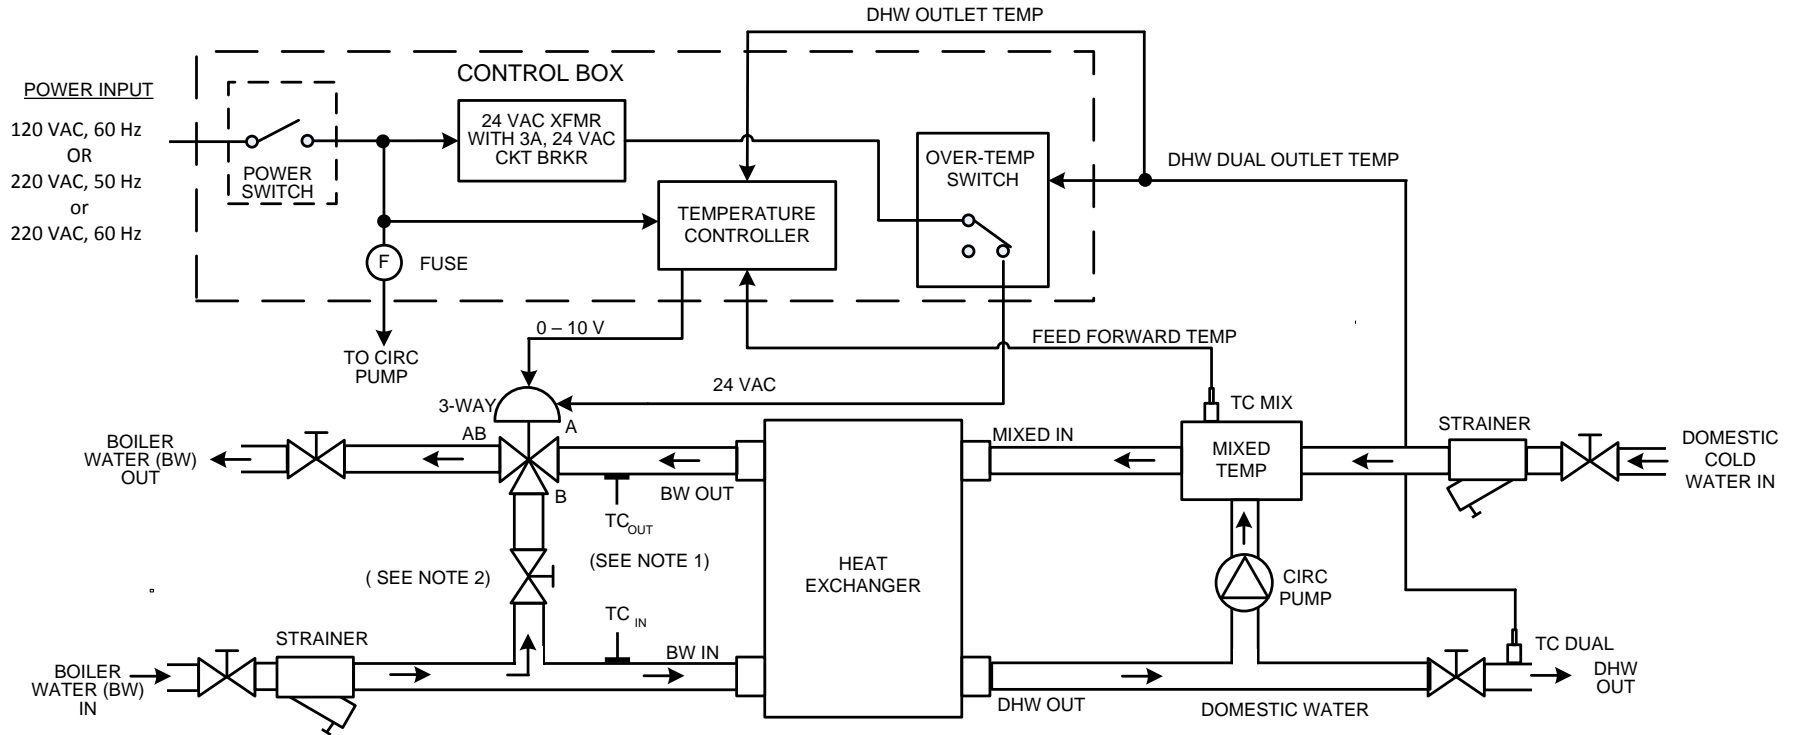 DHW OUTLET TEMP
CONTROL BOX
POWER INPUT
120 VAC, 60 Hz
OR
220 VAC, 50 Hz
or
220 VAC, 60 Hz
POWER
SWITCH
24 VAC XFMR
WITH 3A, 24 VAC
CKT BRKR
OVER-TEMP
SWITCH
DHW DUAL OUTLET TEMP
TEMPERATURE
CONTROLLER
F
FUSE
TO CIRC
PUMP
0 – 10 V
FEED FORWARD TEMP
24 VAC
3-WAY
A
AB
B
BOILER
WATER (BW)
OUT
BW OUT
TC OUT
(SEE NOTE 1)
( SEE NOTE 2)
TC IN
BW IN
STRAINER
BOILER
WATER (BW)
IN
HEAT
EXCHANGER
MIXED IN
TC MIX
MIXED
TEMP
STRAINER
DOMESTIC
COLD
WATER IN
CIRC
PUMP
TC DUAL
DHW
OUT
DHW OUT
DOMESTIC WATER